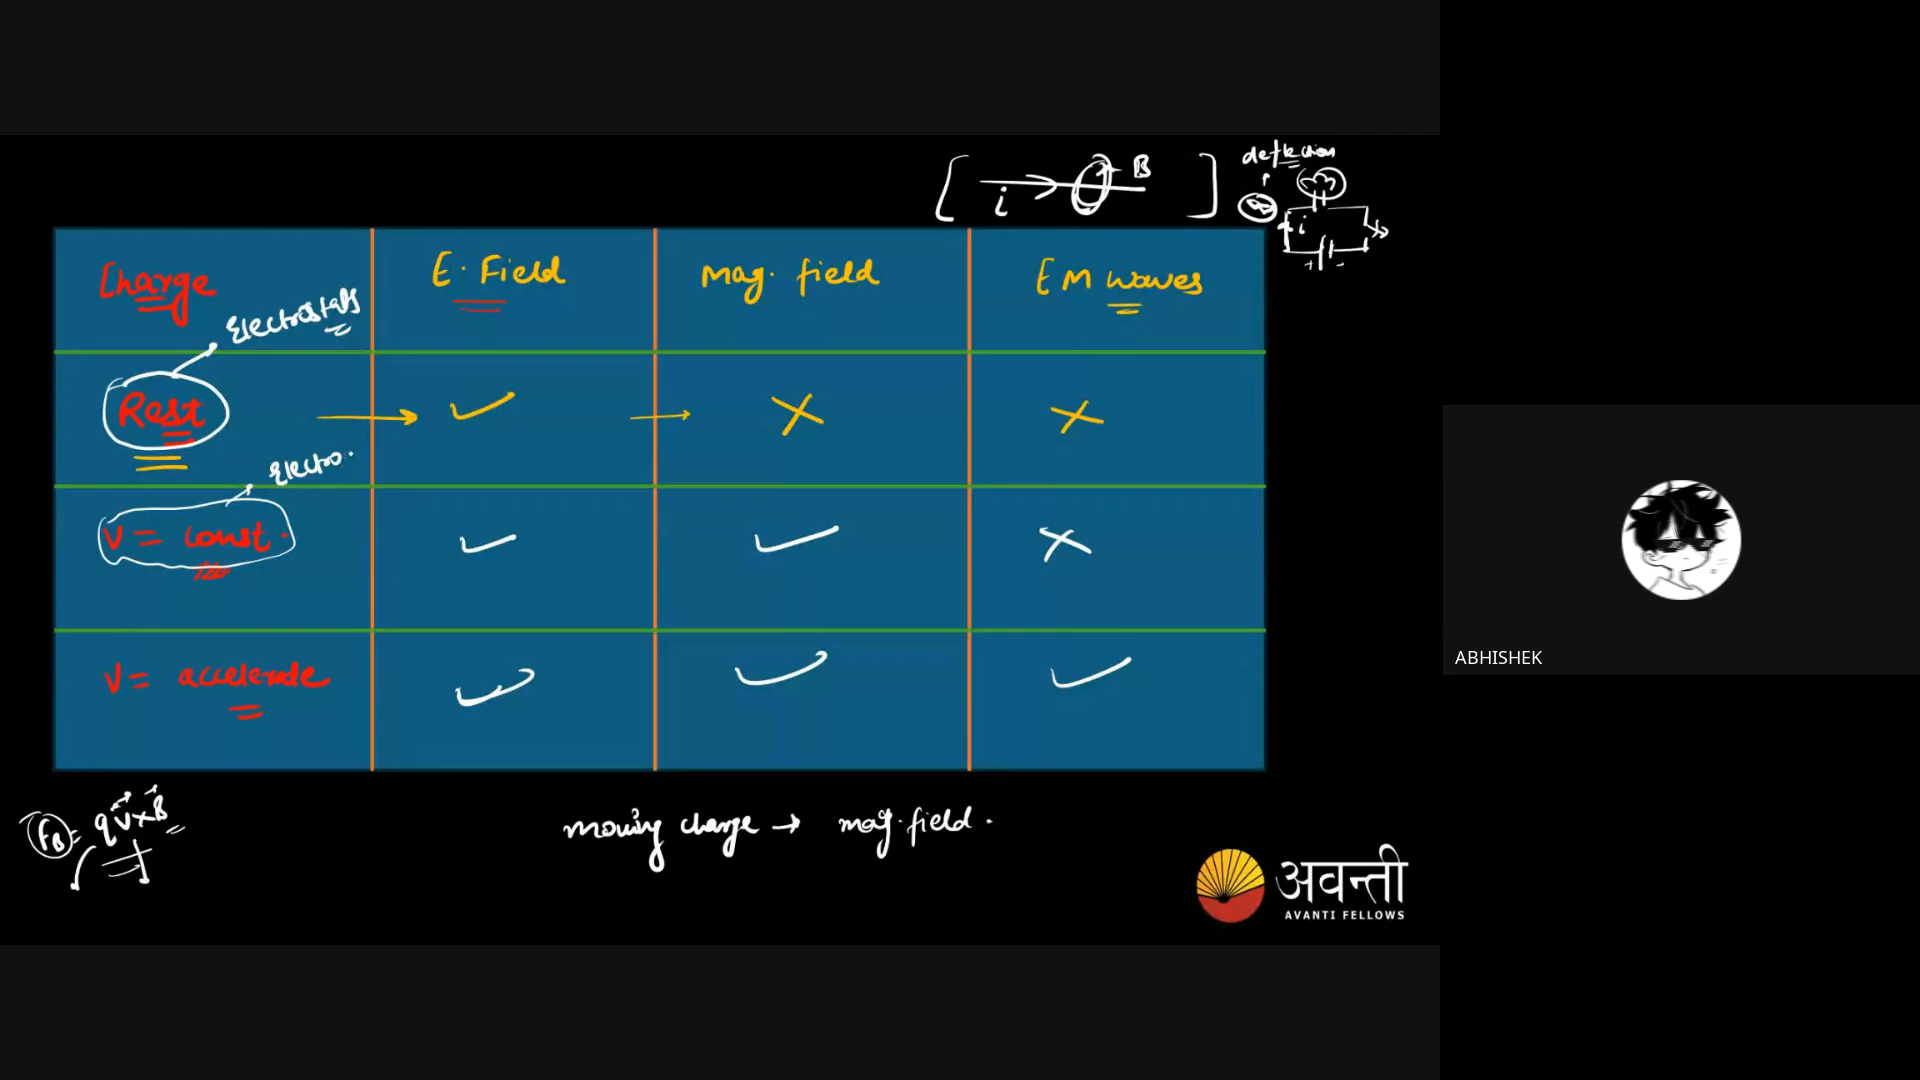 deflection
i B
i
+ -
Charge E. Field Mag. field EM waves
Electrostats
Rest
Electro.
v = const.
v = accelerate
F_B = qv⃗×B⃗
moving charge → mag. field.
अवन्ती
AVANTI FELLOWS
ABHISHEK